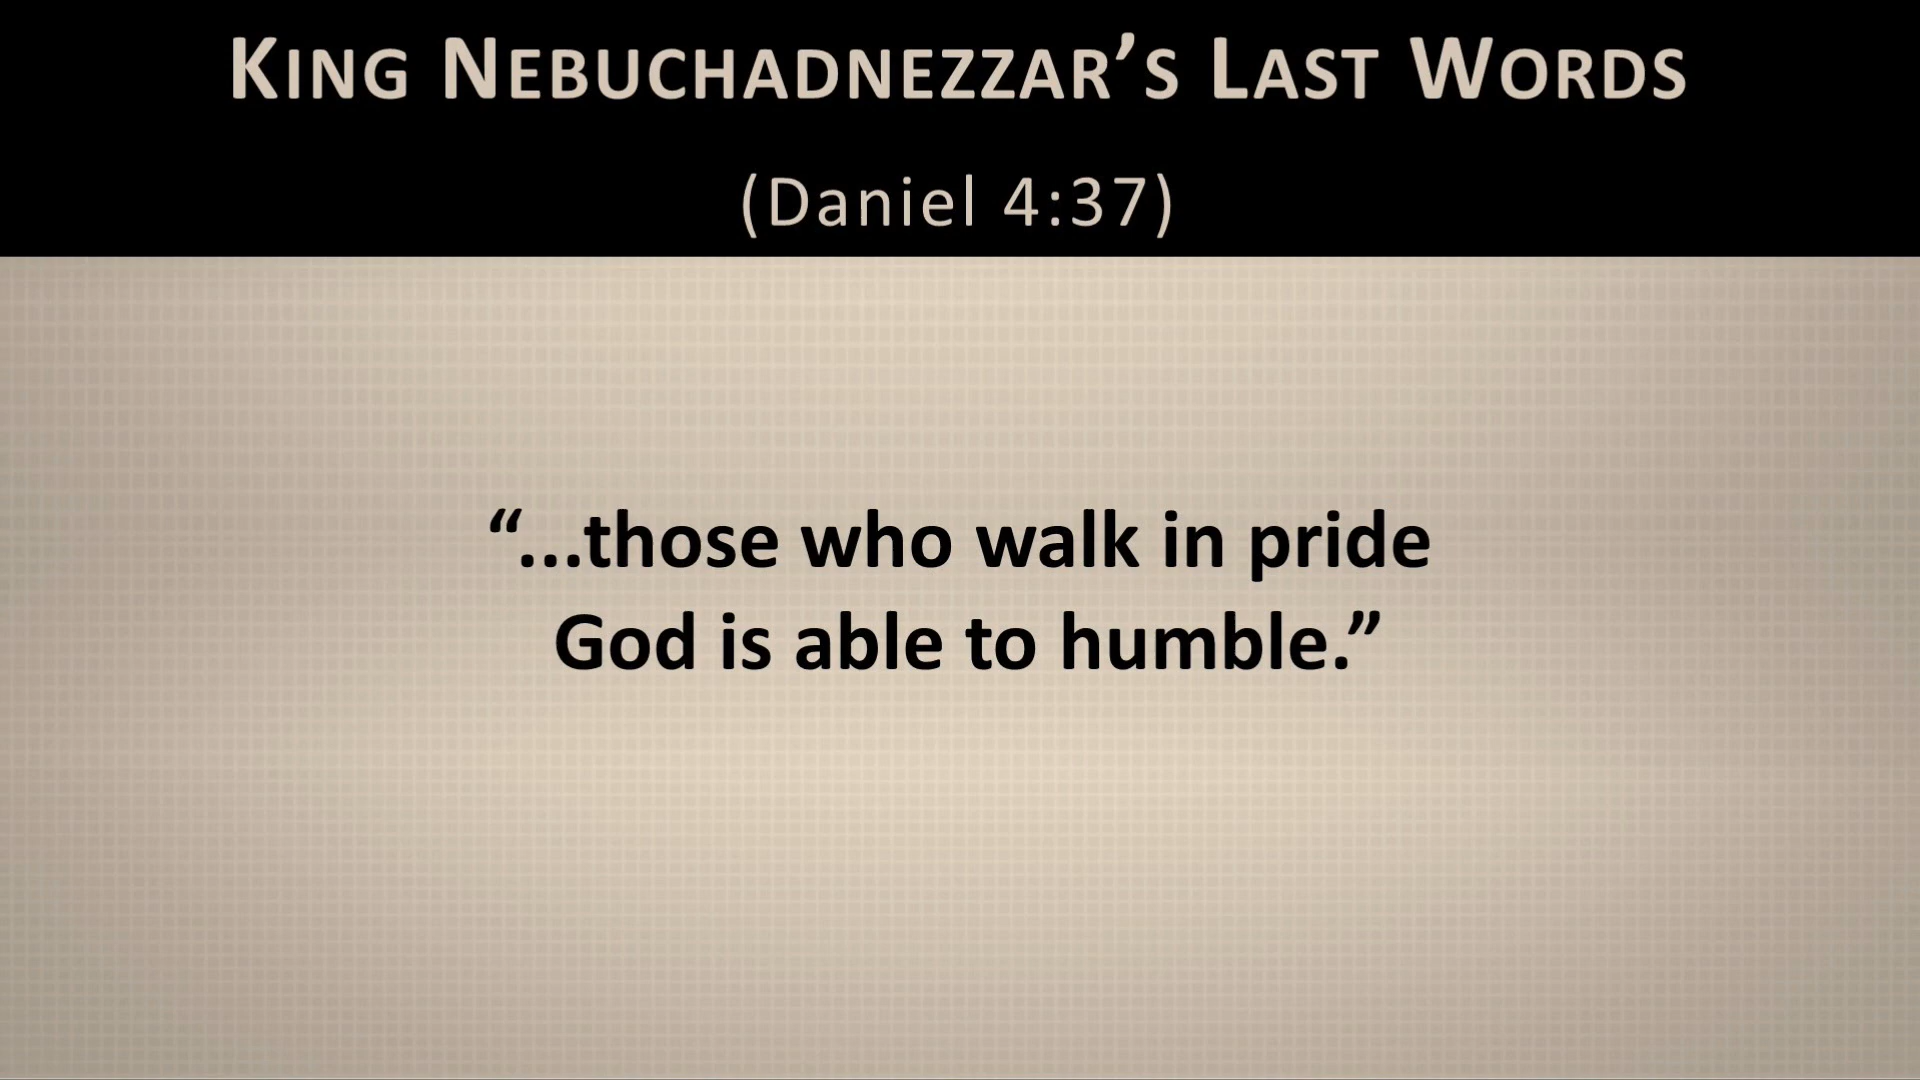 King Nebuchadnezzar’s Last Words
(Daniel 4:37)
“...those who walk in pride
God is able to humble.”